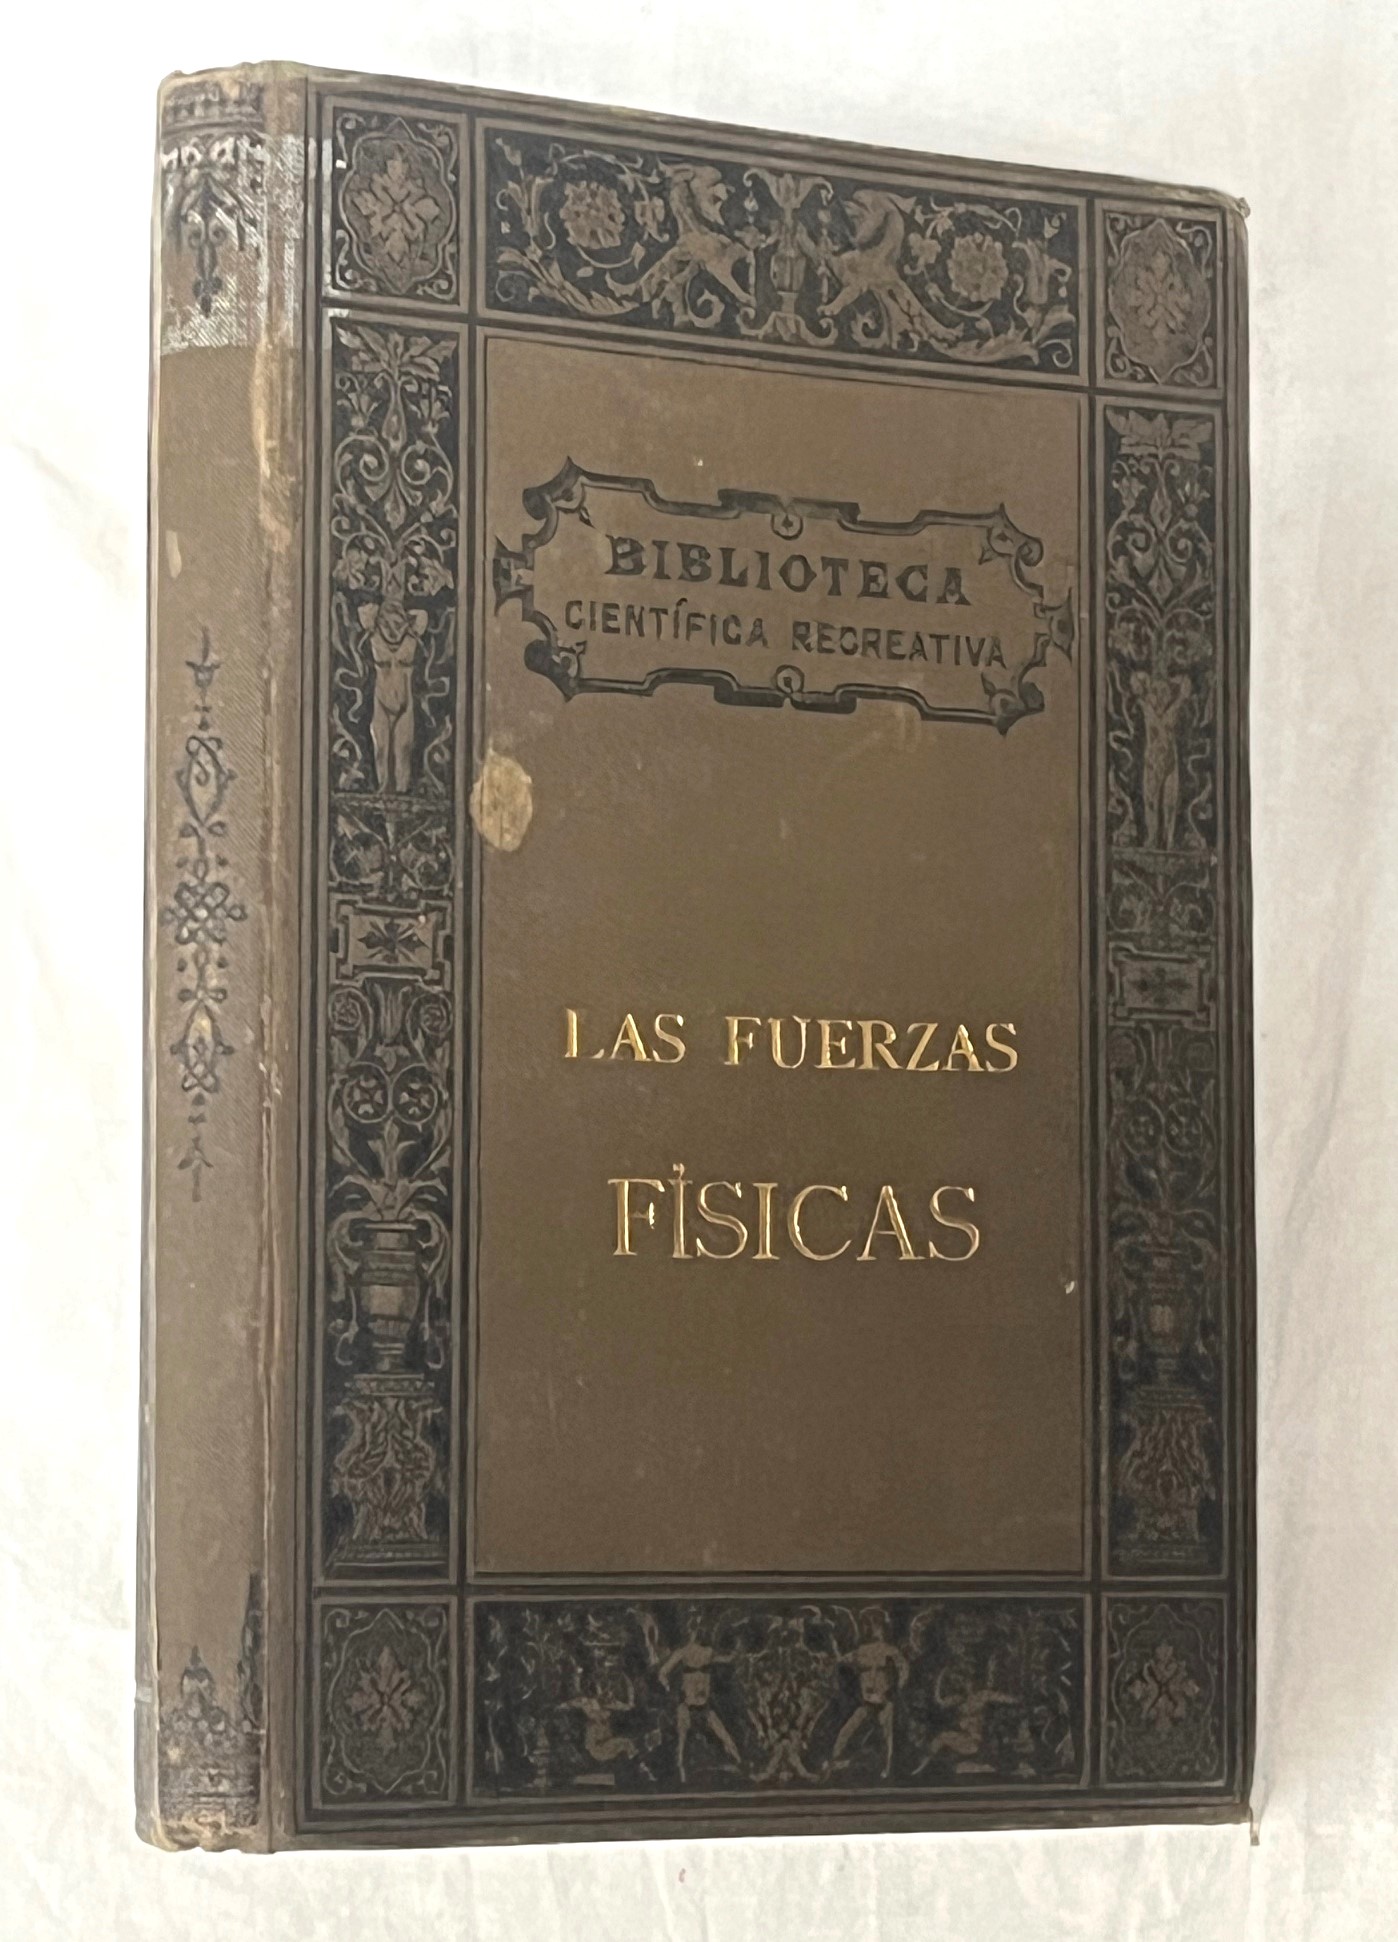 BIBLIOTECA
CIENTÍFICA RECREATIVA
LAS FUERZAS
FÍSICAS